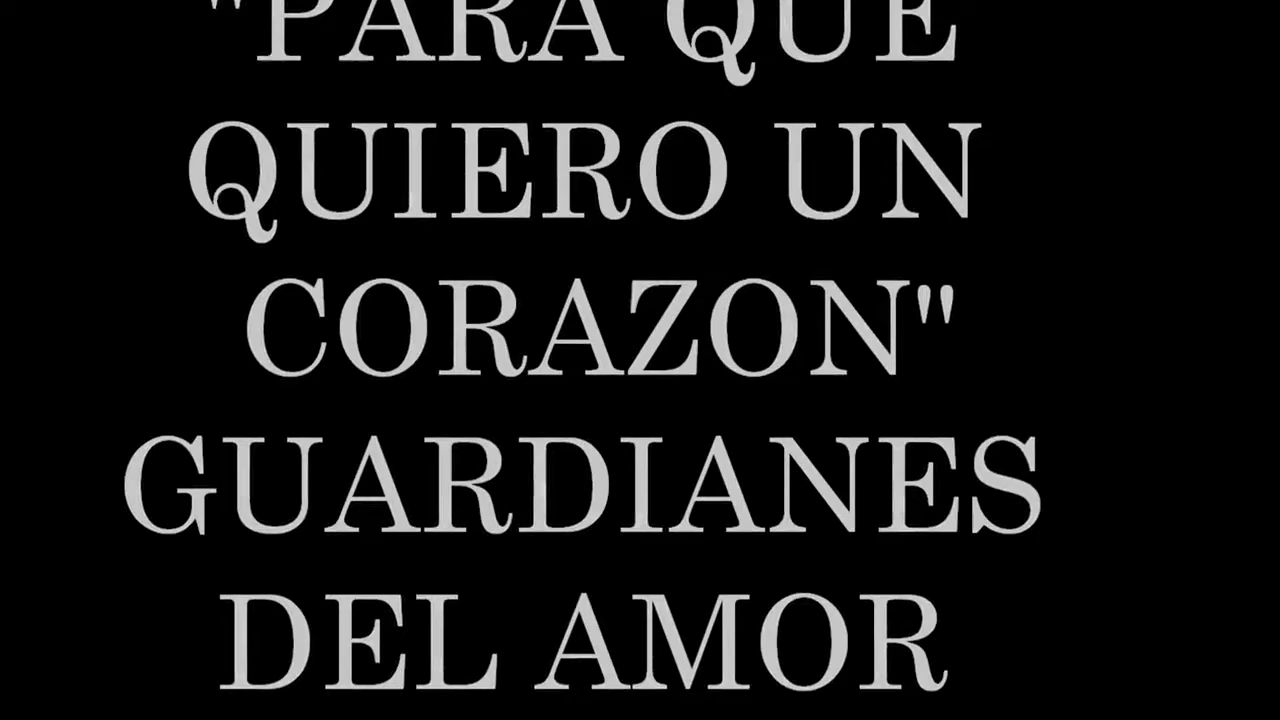 "PARA QUE
QUIERO UN
CORAZON"
GUARDIANES
DEL AMOR